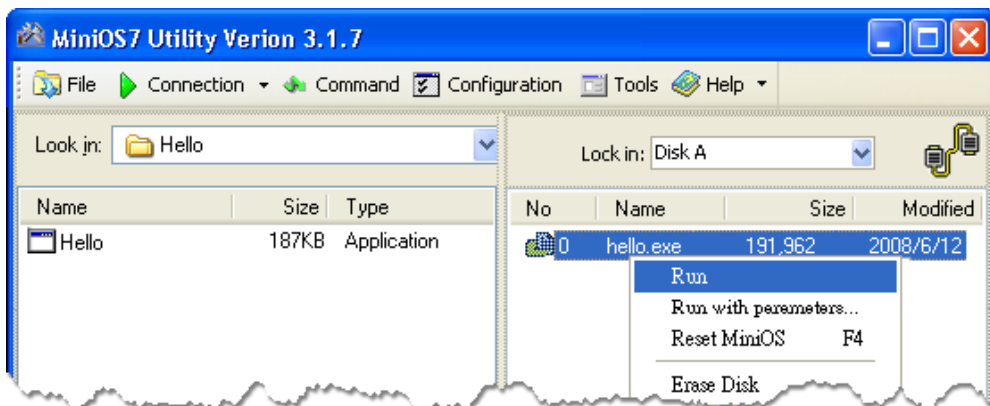 MiniOS7 Utility Verion 3.1.7
File Connection Command Configuration Tools Help
Look in: Hello
Lock in: Disk A
Name Size Type
Hello 187KB Application
No Name Size Modified
0 hello.exe 191,962 2008/6/12
Run
Run with peremeters...
Reset MiniOS F4
Erase Disk